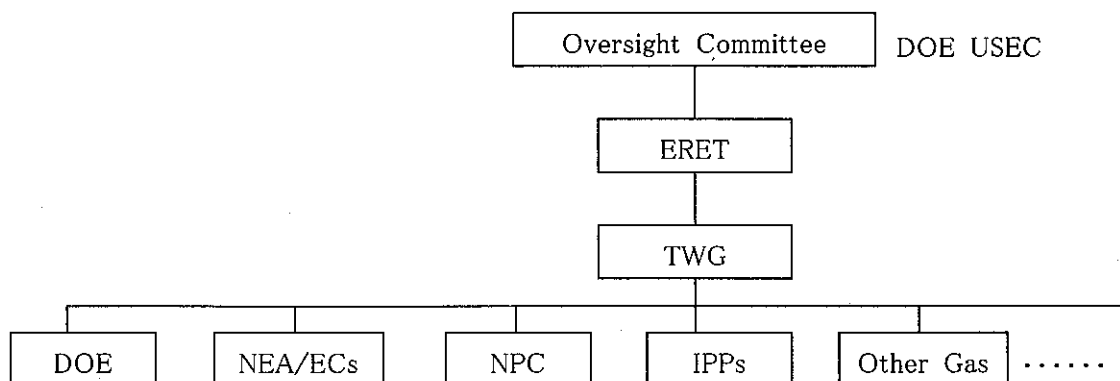 Oversight Committee DOE USEC
ERET
TWG
DOE NEA/ECs NPC IPPs Other Gas ......